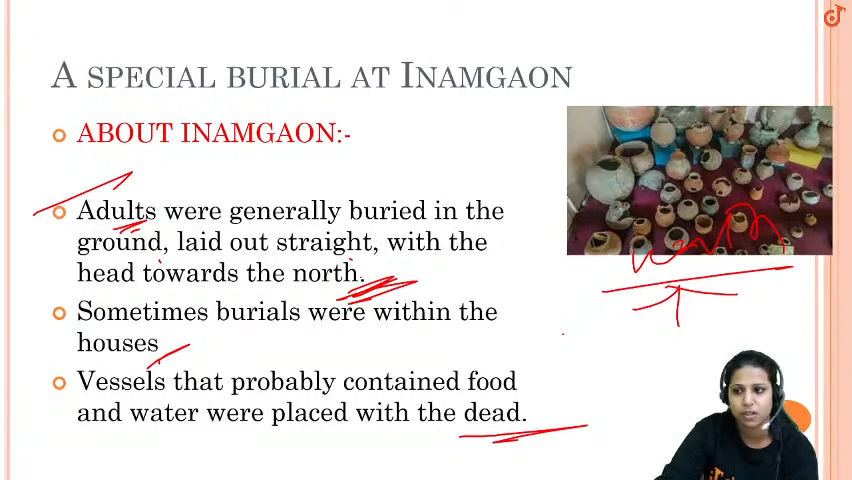 A SPECIAL BURIAL AT INAMGAON
ABOUT INAMGAON:-
Adults were generally buried in the
ground, laid out straight, with the
head towards the north.
Sometimes burials were within the
houses
Vessels that probably contained food
and water were placed with the dead.